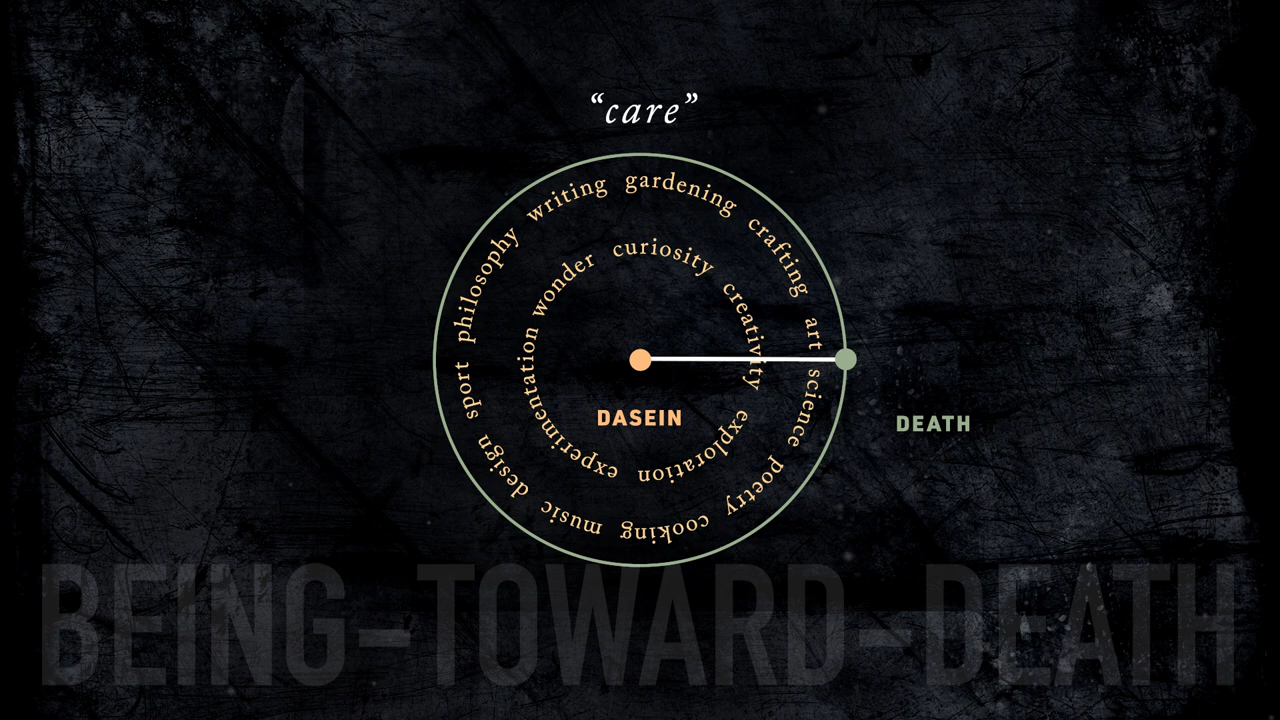 “care”
writing gardening crafting art science poetry cooking music design sport philosophy
wonder curiosity creativity exploration experimentation
DASEIN
DEATH
BEING-TOWARD-DEATH